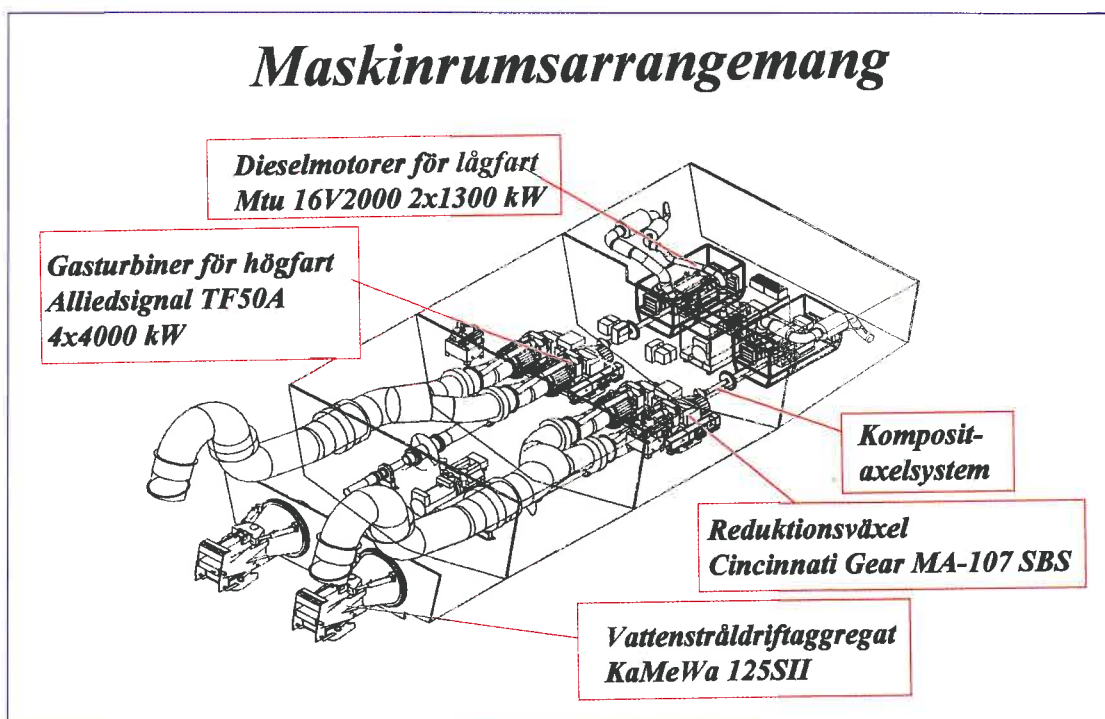 Maskinrumsarrangemang
Dieselmotorer för lågfart
Mtu 16V2000 2x1300 kW
Gasturbiner för högfart
Alliedsignal TF50A
4x4000 kW
Komposit-
axelsystem
Reduktionsväxel
Cincinnati Gear MA-107 SBS
Vattenstråldriftaggregat
KaMeWa 125SII